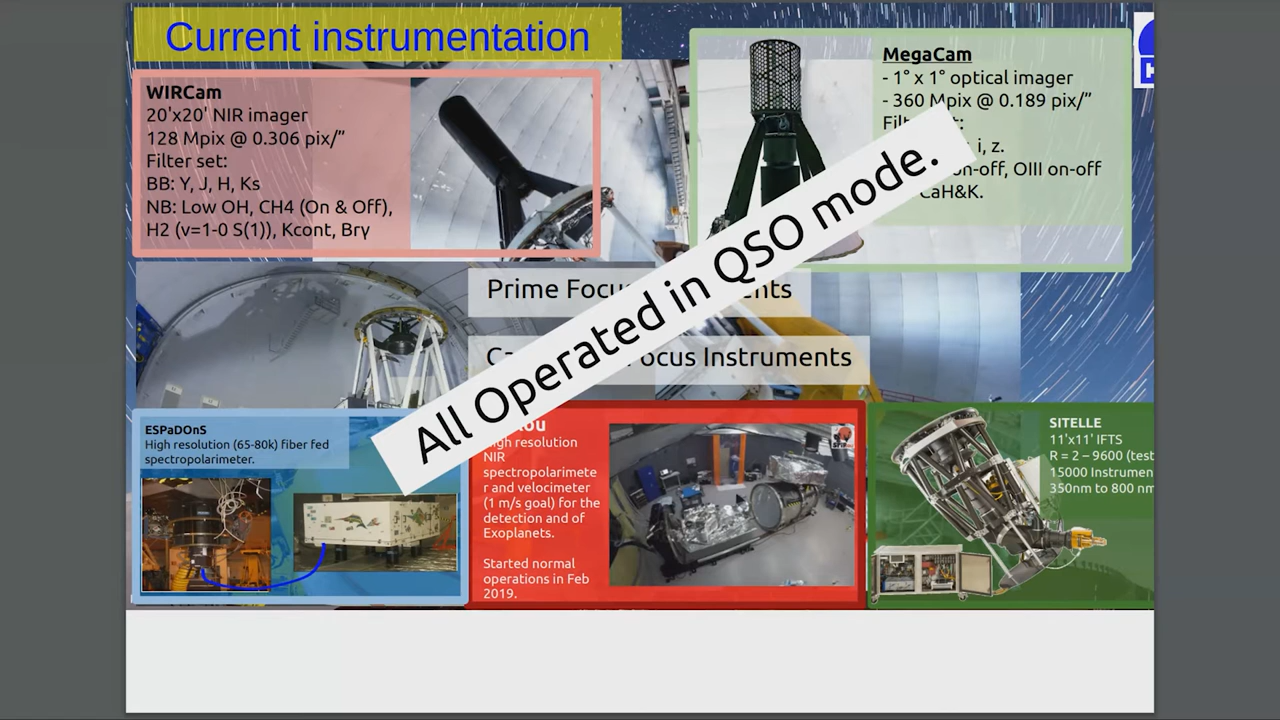 Current instrumentation
WIRCam
20'x20' NIR imager
128 Mpix @ 0.306 pix/”
Filter set:
BB: Y, J, H, Ks
NB: Low OH, CH4 (On & Off),
H2 (v=1-0 S(1)), Kcont, Brγ
MegaCam
- 1° x 1° optical imager
- 360 Mpix @ 0.189 pix/”
i, z.
on-off, OIII on-off
CaH&K.
Prime
All Operated in QSO mode.
Focus Instruments
ESPaDOnS
High resolution (65-80k) fiber fed
spectropolarimeter.
High resolution
NIR
spectropolarimete
r and velocimeter
(1 m/s goal) for the
detection and of
Exoplanets.
Started normal
operations in Feb
2019.
SITELLE
11'x11' IFTS
R = 2 – 9600 (test
15000 Instrumen
350nm to 800 nm